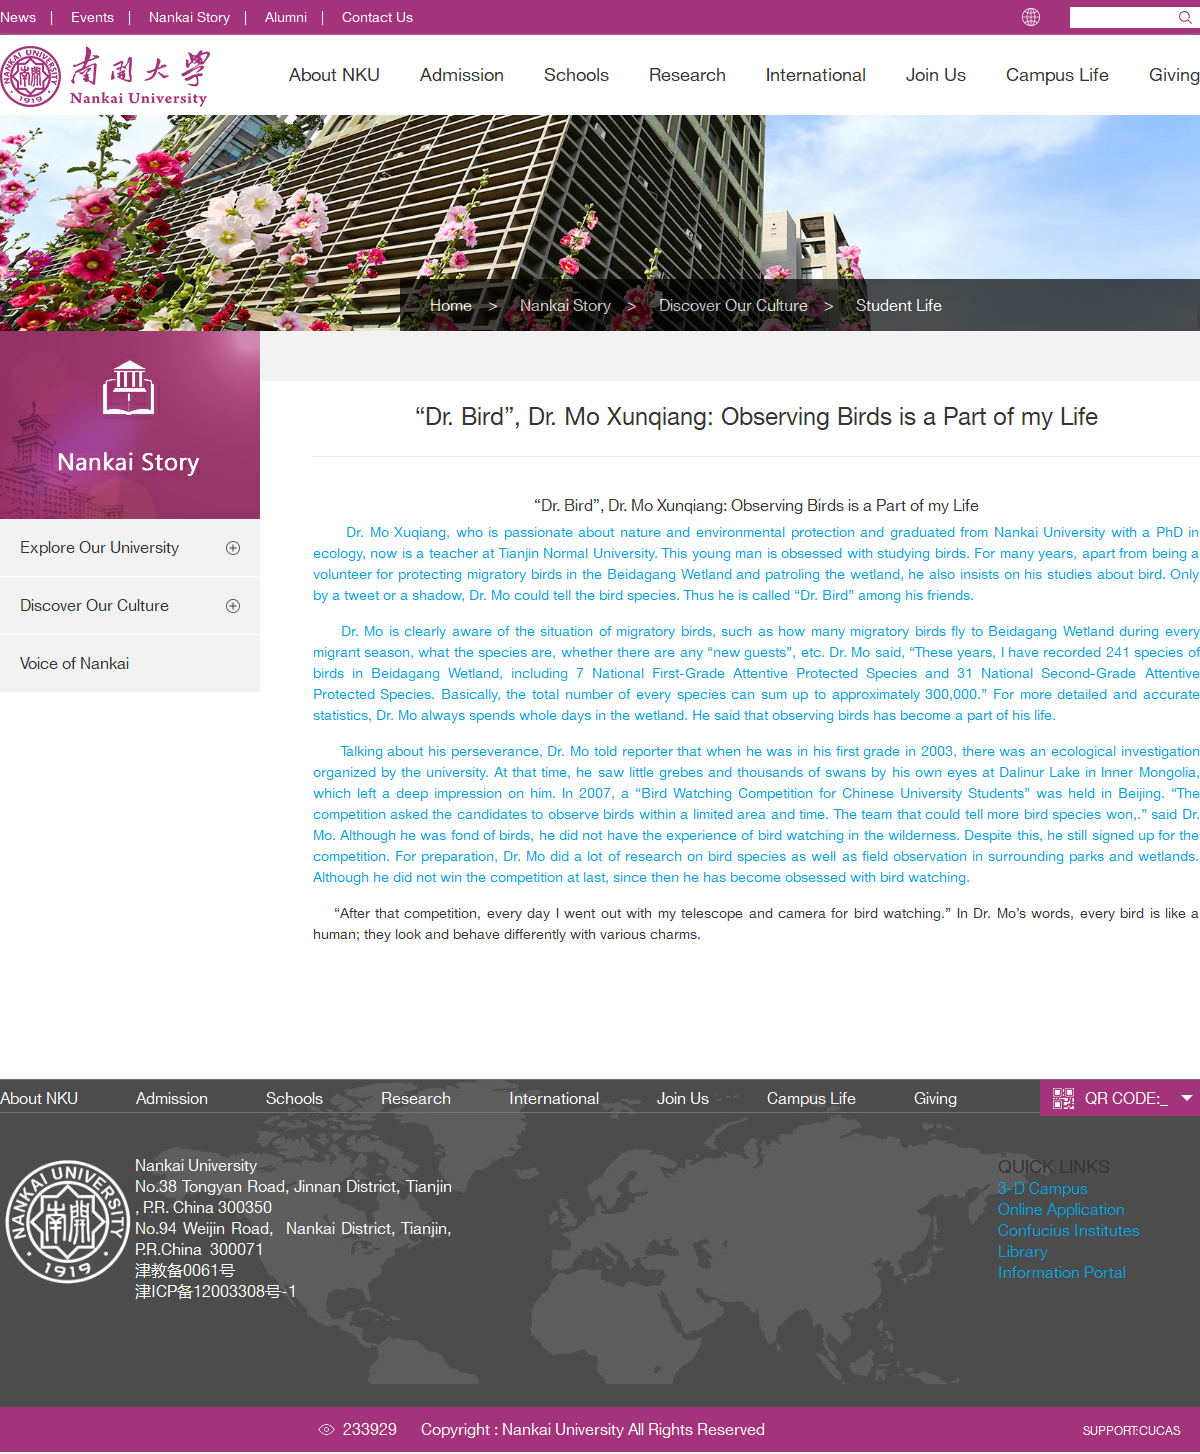 News | Events | Nankai Story | Alumni | Contact Us
NANKAI UNIVERSITY
1919
南開大學
Nankai University
About NKU Admission Schools Research International Join Us Campus Life Giving
Home > Nankai Story > Discover Our Culture > Student Life
Nankai Story
Explore Our University
Discover Our Culture
Voice of Nankai
“Dr. Bird”, Dr. Mo Xunqiang: Observing Birds is a Part of my Life
“Dr. Bird”, Dr. Mo Xunqiang: Observing Birds is a Part of my Life
Dr. Mo Xuqiang, who is passionate about nature and environmental protection and graduated from Nankai University with a PhD in
ecology, now is a teacher at Tianjin Normal University. This young man is obsessed with studying birds. For many years, apart from being a
volunteer for protecting migratory birds in the Beidagang Wetland and patroling the wetland, he also insists on his studies about bird. Only
by a tweet or a shadow, Dr. Mo could tell the bird species. Thus he is called “Dr. Bird” among his friends.
Dr. Mo is clearly aware of the situation of migratory birds, such as how many migratory birds fly to Beidagang Wetland during every
migrant season, what the species are, whether there are any “new guests”, etc. Dr. Mo said, “These years, I have recorded 241 species of
birds in Beidagang Wetland, including 7 National First-Grade Attentive Protected Species and 31 National Second-Grade Attentive
Protected Species. Basically, the total number of every species can sum up to approximately 300,000.” For more detailed and accurate
statistics, Dr. Mo always spends whole days in the wetland. He said that observing birds has become a part of his life.
Talking about his perseverance, Dr. Mo told reporter that when he was in his first grade in 2003, there was an ecological investigation
organized by the university. At that time, he saw little grebes and thousands of swans by his own eyes at Dalinur Lake in Inner Mongolia,
which left a deep impression on him. In 2007, a “Bird Watching Competition for Chinese University Students” was held in Beijing. “The
competition asked the candidates to observe birds within a limited area and time. The team that could tell more bird species won,.” said Dr.
Mo. Although he was fond of birds, he did not have the experience of bird watching in the wilderness. Despite this, he still signed up for the
competition. For preparation, Dr. Mo did a lot of research on bird species as well as field observation in surrounding parks and wetlands.
Although he did not win the competition at last, since then he has become obsessed with bird watching.
“After that competition, every day I went out with my telescope and camera for bird watching.” In Dr. Mo’s words, every bird is like a
human; they look and behave differently with various charms.
About NKU Admission Schools Research International Join Us Campus Life Giving QR CODE:_
NANKAI UNIVERSITY
南開
1919
Nankai University
No.38 Tongyan Road, Jinnan District, Tianjin
, P.R. China 300350
No.94 Weijin Road, Nankai District, Tianjin,
P.R.China 300071
津教备0061号
津ICP备12003308号-1
QUICK LINKS
3-D Campus
Online Application
Confucius Institutes
Library
Information Portal
233929 Copyright : Nankai University All Rights Reserved SUPPORT:CUCAS